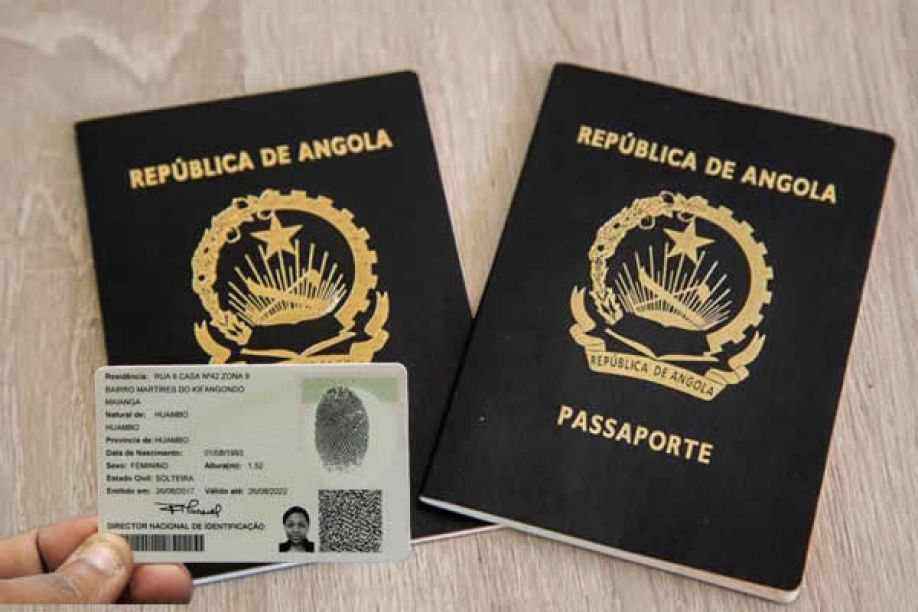 REPÚBLICA DE ANGOLA
REPÚBLICA DE ANGOLA
REPÚBLICA DE ANGOLA
PASSAPORTE
Residência: RUA 6 CASA Nº42 ZONA 9
BAIRRO MARTIRES DO KIFANGONDO
MAIANGA
Natural de: HUAMBO
HUAMBO
Provincia de: HUAMBO
Data de Nascimento: 01/08/1993
Sexo: FEMININO Altura(m): 1.52
Estado Civil: SOLTEIRA
Emitido em: 26/08/2017 Válido até: 26/08/2022
DIRECTOR NACIONAL DE IDENTIFICAÇÃO